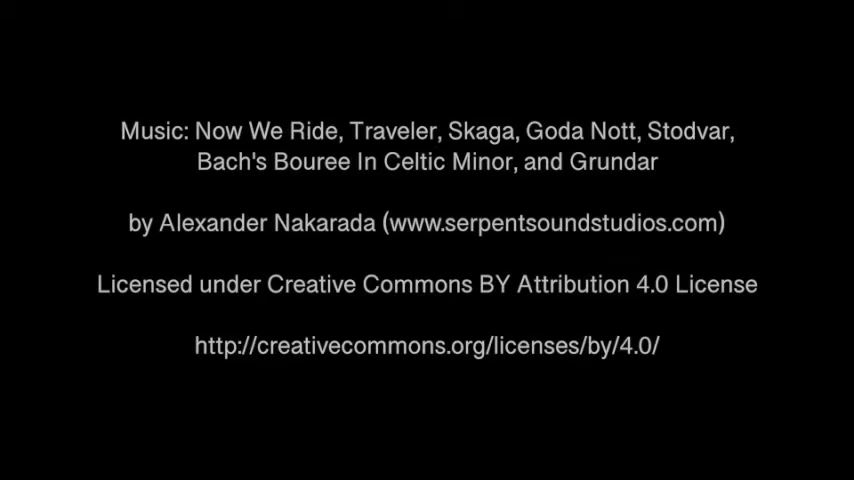 Music: Now We Ride, Traveler, Skaga, Goda Nott, Stodvar,
Bach's Bouree In Celtic Minor, and Grundar
by Alexander Nakarada (www.serpentsoundstudios.com)
Licensed under Creative Commons BY Attribution 4.0 License
http://creativecommons.org/licenses/by/4.0/